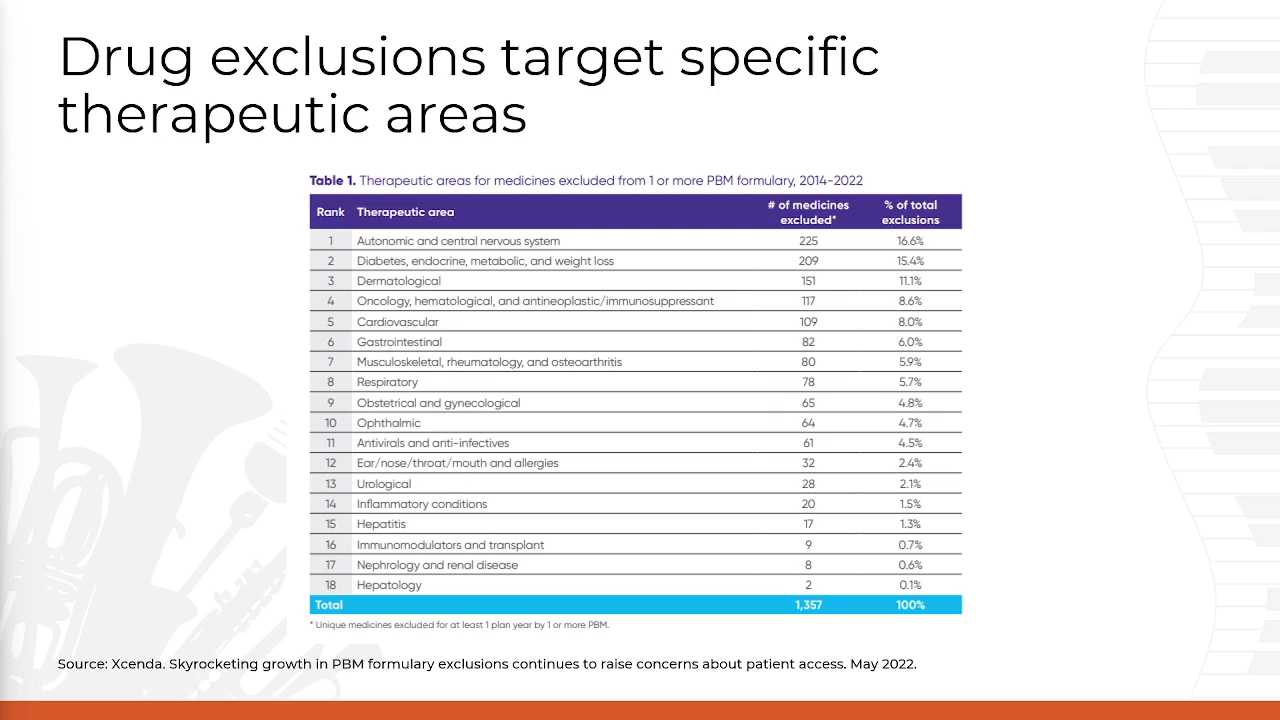 Drug exclusions target specific
therapeutic areas
Table 1. Therapeutic areas for medicines excluded from 1 or more PBM formulary, 2014-2022
Rank Therapeutic area # of medicines excluded* % of total exclusions
1 Autonomic and central nervous system 225 16.6%
2 Diabetes, endocrine, metabolic, and weight loss 209 15.4%
3 Dermatological 151 11.1%
4 Oncology, hematological, and antineoplastic/immunosuppressant 117 8.6%
5 Cardiovascular 109 8.0%
6 Gastrointestinal 82 6.0%
7 Musculoskeletal, rheumatology, and osteoarthritis 80 5.9%
8 Respiratory 78 5.7%
9 Obstetrical and gynecological 65 4.8%
10 Ophthalmic 64 4.7%
11 Antivirals and anti-infectives 61 4.5%
12 Ear/nose/throat/mouth and allergies 32 2.4%
13 Urological 28 2.1%
14 Inflammatory conditions 20 1.5%
15 Hepatitis 17 1.3%
16 Immunomodulators and transplant 9 0.7%
17 Nephrology and renal disease 8 0.6%
18 Hepatology 2 0.1%
Total 1,357 100%
* Unique medicines excluded for at least 1 plan year by 1 or more PBM.
Source: Xcenda. Skyrocketing growth in PBM formulary exclusions continues to raise concerns about patient access. May 2022.